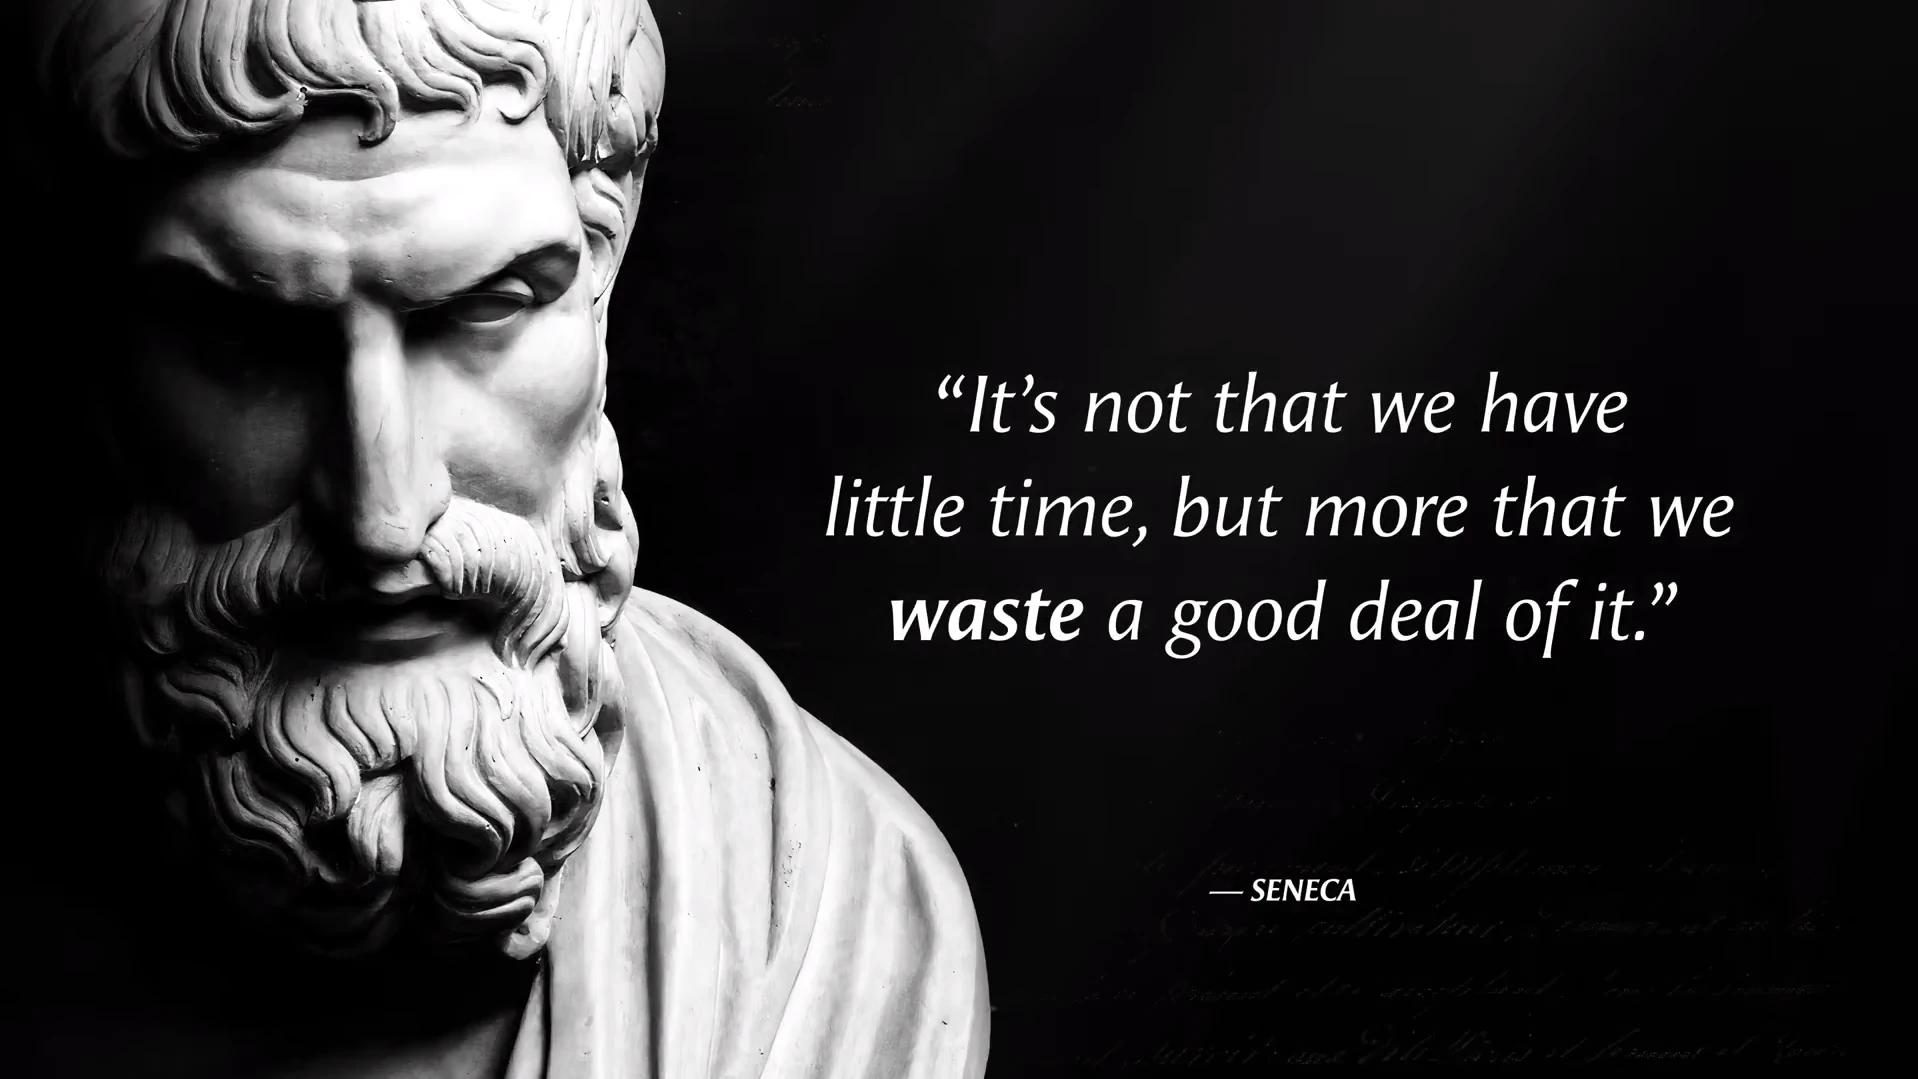 “It’s not that we have
little time, but more that we
waste a good deal of it.”
— SENECA